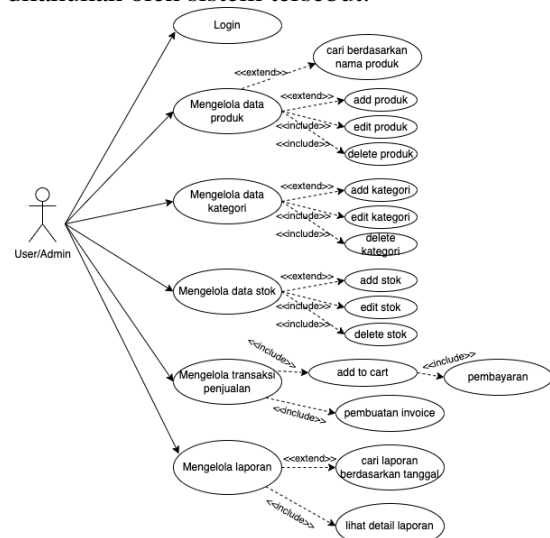 Login
cari berdasarkan
nama produk
<<extend>>
Mengelola data
produk
<<extend>>
add produk
<<include>>
edit produk
<<include>>
delete produk
Mengelola data
kategori
<<extend>>
add kategori
<<include>>
edit kategori
<<include>>
delete
kategori
User/Admin
Mengelola data stok
<<extend>>
add stok
<<include>>
edit stok
<<include>>
delete stok
Mengelola transaksi
penjualan
<<include>>
add to cart
<<include>>
pembayaran
<<include>>
pembuatan invoice
Mengelola laporan
<<extend>>
cari laporan
berdasarkan tanggal
<<include>>
lihat detail laporan